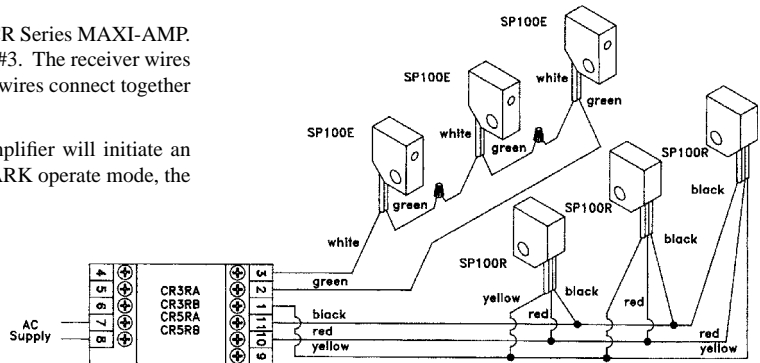 R Series MAXI-AMP.
#3. The receiver wires
wires connect together
plifier will initiate an
ARK operate mode, the
SP100E
white
green
SP100E
white
green
SP100E
green
white
SP100R
black
SP100R
black
SP100R
black
yellow
red
red
green
black
red
yellow
red
yellow
AC
Supply
4
5
6
7
8
CR3RA
CR3RB
CR5RA
CR5RB
3
2
1
11
10
9